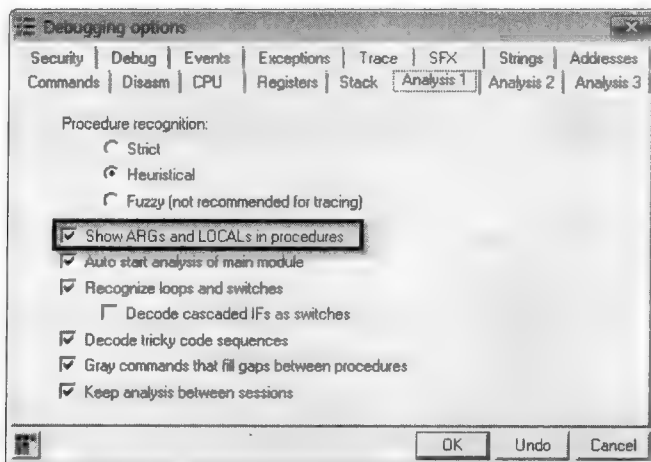 Debugging options
Security Debug Events Exceptions Trace SFX Strings Addresses
Commands Disasm CPU Registers Stack Analysis 1 Analysis 2 Analysis 3
Procedure recognition:
Strict
Heuristical
Fuzzy (not recommended for tracing)
Show ARGs and LOCALs in procedures
Auto start analysis of main module
Recognize loops and switches
Decode cascaded IFs as switches
Decode tricky code sequences
Gray commands that fill gaps between procedures
Keep analysis between sessions
OK Undo Cancel